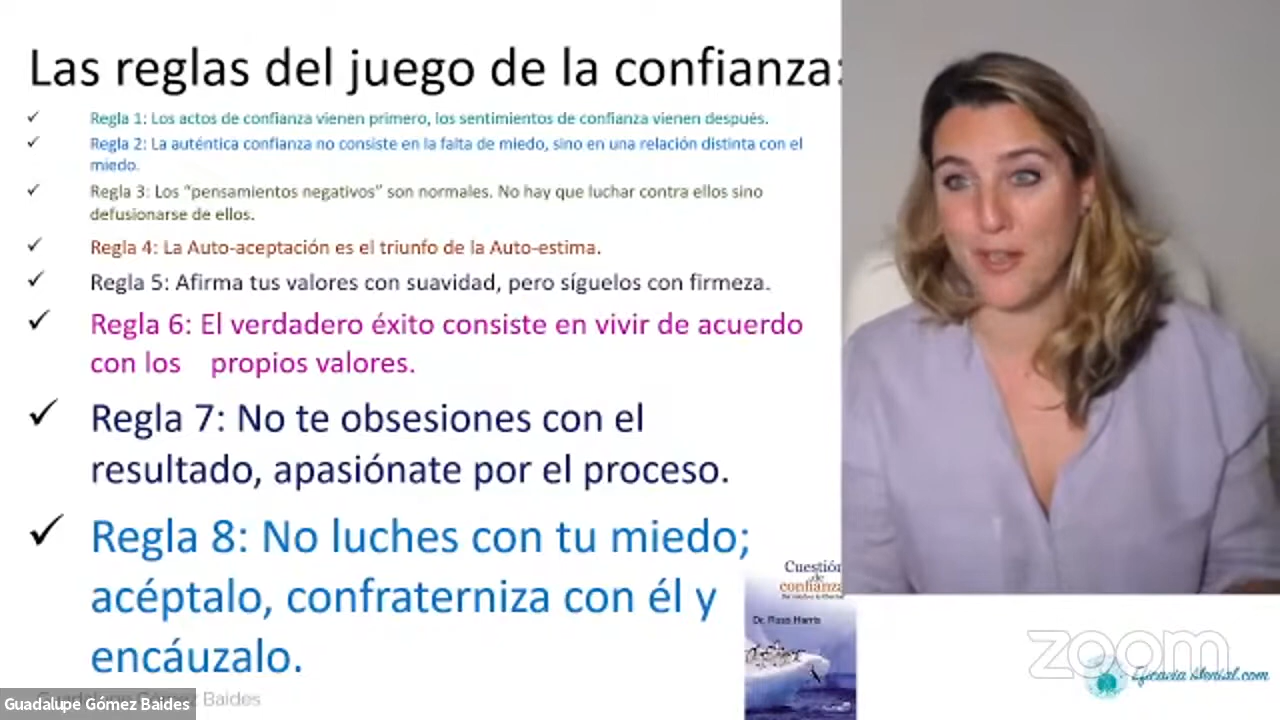 Las reglas del juego de la confianza:
✓ Regla 1: Los actos de confianza vienen primero, los sentimientos de confianza vienen después.
✓ Regla 2: La auténtica confianza no consiste en la falta de miedo, sino en una relación distinta con el
miedo.
✓ Regla 3: Los “pensamientos negativos” son normales. No hay que luchar contra ellos sino
defusionarse de ellos.
✓ Regla 4: La Auto-aceptación es el triunfo de la Auto-estima.
✓ Regla 5: Afirma tus valores con suavidad, pero síguelos con firmeza.
✓ Regla 6: El verdadero éxito consiste en vivir de acuerdo
con los propios valores.
✓ Regla 7: No te obsesiones con el
resultado, apasiónate por el proceso.
✓ Regla 8: No luches con tu miedo;
acéptalo, confraterniza con él y
encáuzalo.
Cuestión
de
confianza
Dr. Russ Harris
zoom
Eficacia Mental.com
Guadalupe Gómez Baides
Guadalupe Gómez Baides